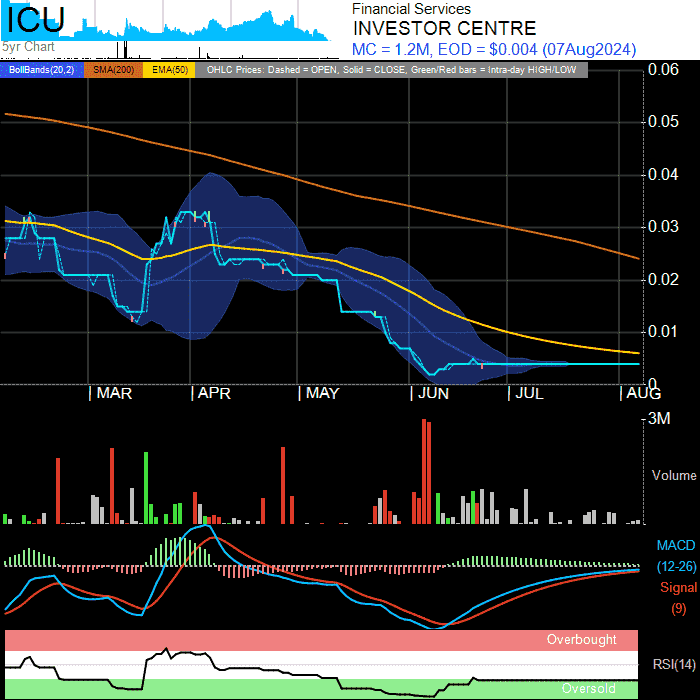 ICU
5yr Chart
Financial Services
INVESTOR CENTRE
MC = 1.2M, EOD = $0.004 (07Aug2024)
BollBands(20,2) SMA(200) EMA(50) OHLC Prices: Dashed = OPEN, Solid = CLOSE, Green/Red bars = Intra-day HIGH/LOW
0.06
0.05
0.04
0.03
0.02
0.01
0
MAR APR MAY JUN JUL AUG
3M
Volume
MACD
(12-26)
Signal
(9)
Overbought
RSI(14)
Oversold